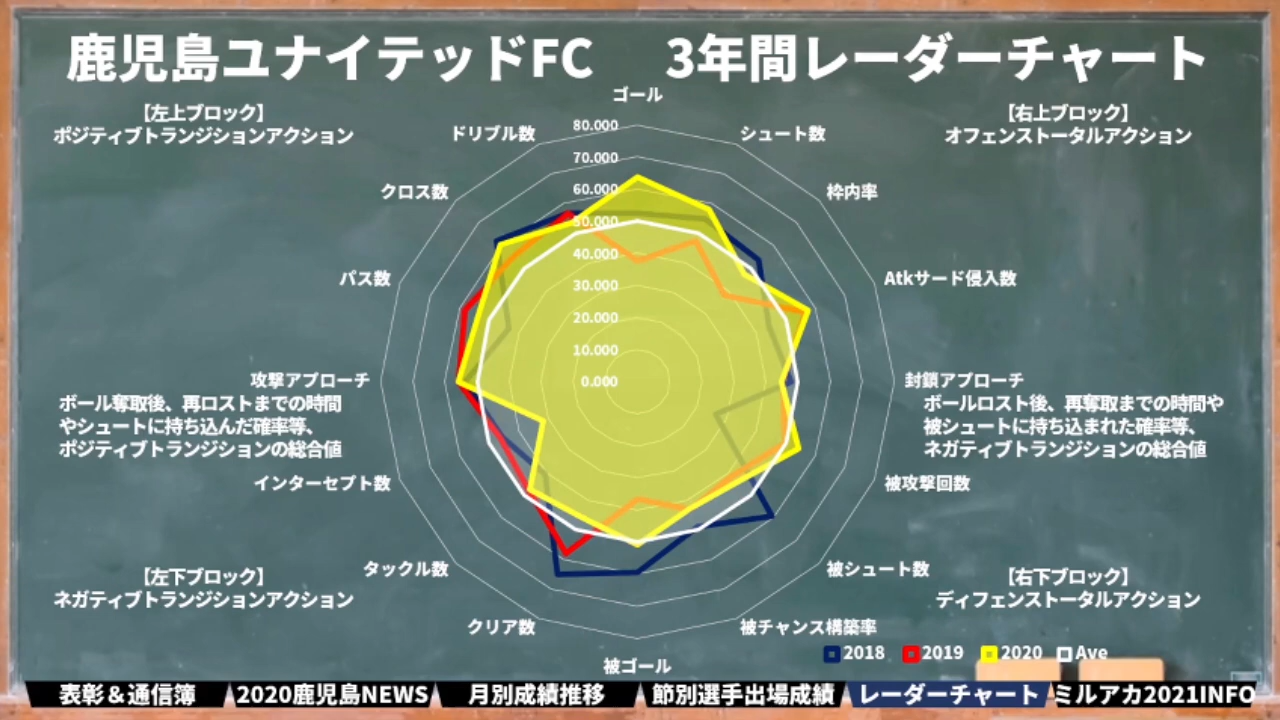 鹿児島ユナイテッドFC 3年間レーダーチャート
【左上ブロック】
ポジティブトランジションアクション
【右上ブロック】
オフェンストータルアクション
ゴール
シュート数
枠内率
Atkサード侵入数
封鎖アプローチ
ボールロスト後、再奪取までの時間や
被シュートに持ち込まれた確率等、
ネガティブトランジションの総合値
被攻撃回数
被シュート数
被チャンス構築率
被ゴール
クリア数
タックル数
インターセプト数
攻撃アプローチ
ボール奪取後、再ロストまでの時間
ややシュートに持ち込んだ確率等、
ポジティブトランジションの総合値
パス数
クロス数
ドリブル数
80.000
70.000
60.000
50.000
40.000
30.000
20.000
10.000
0.000
【左下ブロック】
ネガティブトランジションアクション
【右下ブロック】
ディフェンストータルアクション
2018 2019 2020 Ave
表彰＆通信簿 2020鹿児島NEWS 月別成績推移 節別選手出場成績 レーダーチャート ミルアカ2021INFO